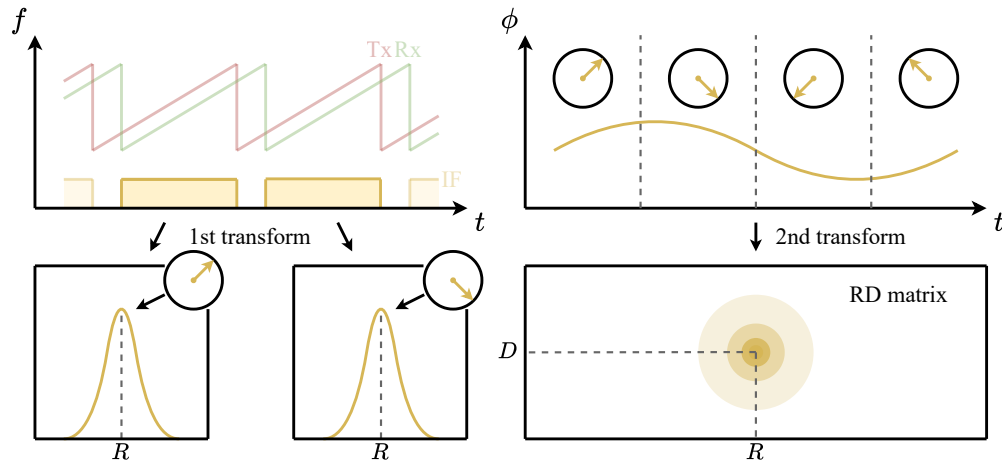 f
TxRx
IF
t
1st transform
R
R
ϕ
t
2nd transform
RD matrix
D
R